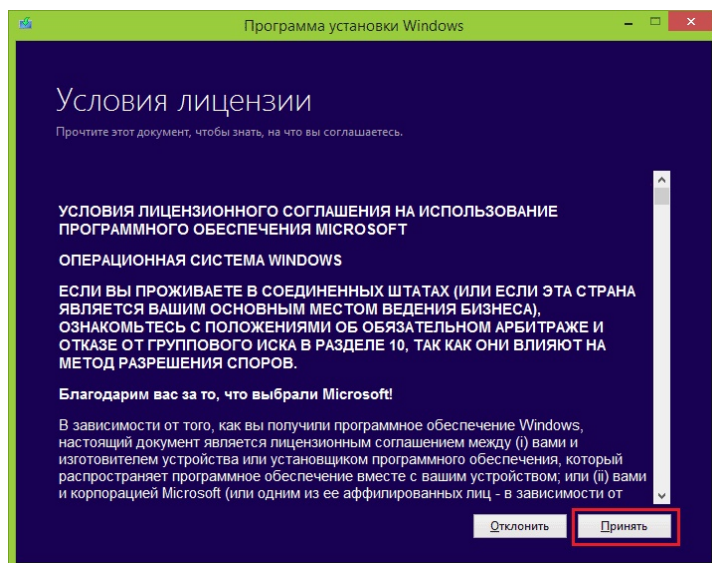 Программа установки Windows
Условия лицензии
Прочтите этот документ, чтобы знать, на что вы соглашаетесь.
УСЛОВИЯ ЛИЦЕНЗИОННОГО СОГЛАШЕНИЯ НА ИСПОЛЬЗОВАНИЕ
ПРОГРАММНОГО ОБЕСПЕЧЕНИЯ MICROSOFT
ОПЕРАЦИОННАЯ СИСТЕМА WINDOWS
ЕСЛИ ВЫ ПРОЖИВАЕТЕ В СОЕДИНЕННЫХ ШТАТАХ (ИЛИ ЕСЛИ ЭТА СТРАНА
ЯВЛЯЕТСЯ ВАШИМ ОСНОВНЫМ МЕСТОМ ВЕДЕНИЯ БИЗНЕСА),
ОЗНАКОМЬТЕСЬ С ПОЛОЖЕНИЯМИ ОБ ОБЯЗАТЕЛЬНОМ АРБИТРАЖЕ И
ОТКАЗЕ ОТ ГРУППОВОГО ИСКА В РАЗДЕЛЕ 10, ТАК КАК ОНИ ВЛИЯЮТ НА
МЕТОД РАЗРЕШЕНИЯ СПОРОВ.
Благодарим вас за то, что выбрали Microsoft!
В зависимости от того, как вы получили программное обеспечение Windows,
настоящий документ является лицензионным соглашением между (i) вами и
изготовителем устройства или установщиком программного обеспечения, который
распространяет программное обеспечение вместе с вашим устройством; или (ii) вами
и корпорацией Microsoft (или одним из ее аффилированных лиц - в зависимости от
Отклонить
Принять